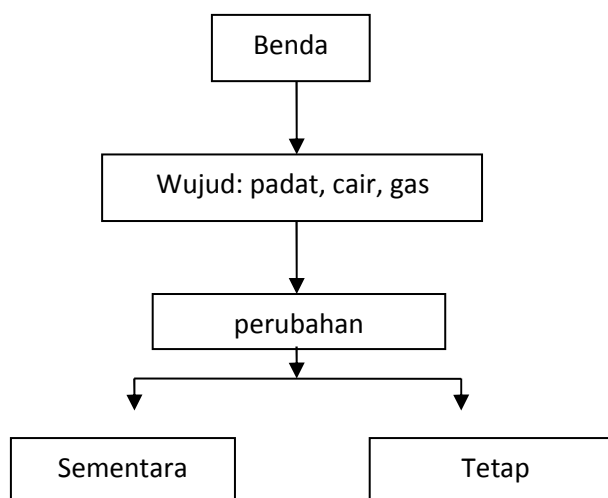 Benda
Wujud: padat, cair, gas
perubahan
Sementara
Tetap